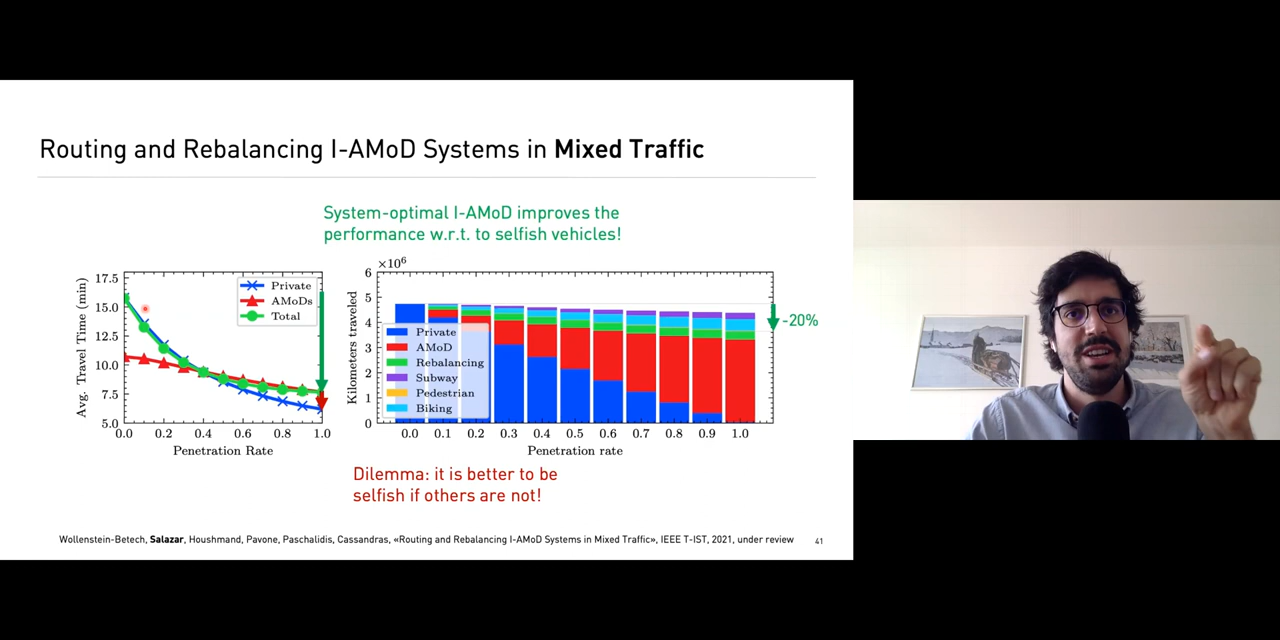 Routing and Rebalancing I-AMoD Systems in Mixed Traffic
System-optimal I-AMoD improves the
performance w.r.t. to selfish vehicles!
17.5
15.0
12.5
10.0
7.5
5.0
Avg. Travel Time (min)
Private
AMoDs
Total
0.0 0.2 0.4 0.6 0.8 1.0
Penetration Rate
×10⁶
6
5
4
3
2
1
0
Kilometers traveled
Private
AMoD
Rebalancing
Subway
Pedestrian
Biking
-20%
0.0 0.1 0.2 0.3 0.4 0.5 0.6 0.7 0.8 0.9 1.0
Penetration rate
Dilemma: it is better to be
selfish if others are not!
Wollenstein-Betech, Salazar, Houshmand, Pavone, Paschalidis, Cassandras, «Routing and Rebalancing I-AMoD Systems in Mixed Traffic», IEEE T-IST, 2021, under review
41